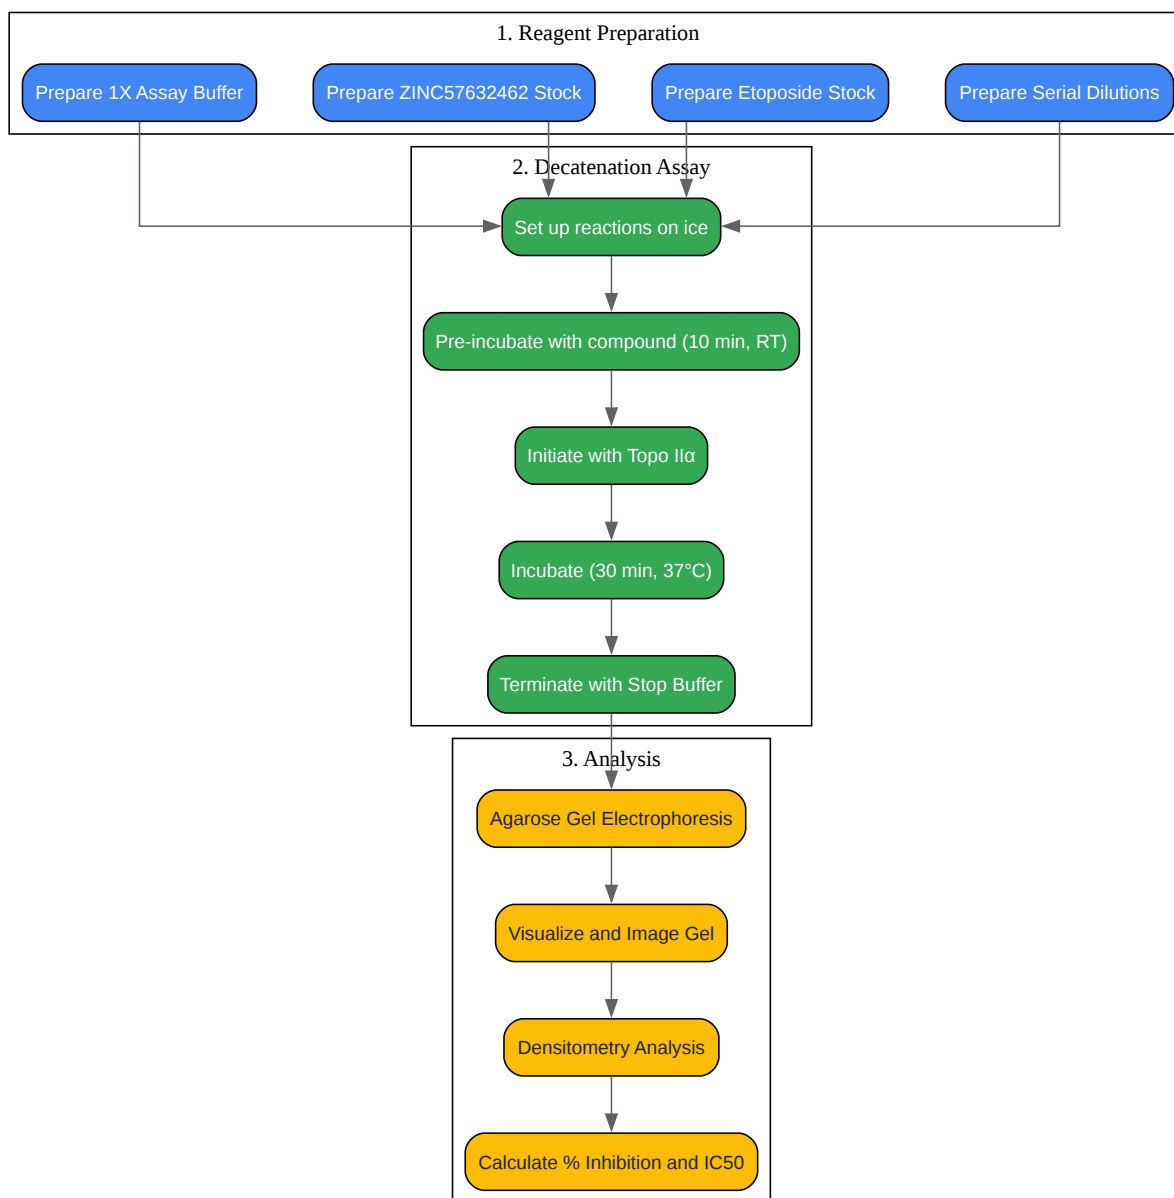 1. Reagent Preparation
Prepare 1X Assay Buffer
Prepare ZINC57632462 Stock
Prepare Etoposide Stock
Prepare Serial Dilutions
2. Decatenation Assay
Set up reactions on ice
Pre-incubate with compound (10 min, RT)
Initiate with Topo IIα
Incubate (30 min, 37°C)
Terminate with Stop Buffer
3. Analysis
Agarose Gel Electrophoresis
Visualize and Image Gel
Densitometry Analysis
Calculate % Inhibition and IC50